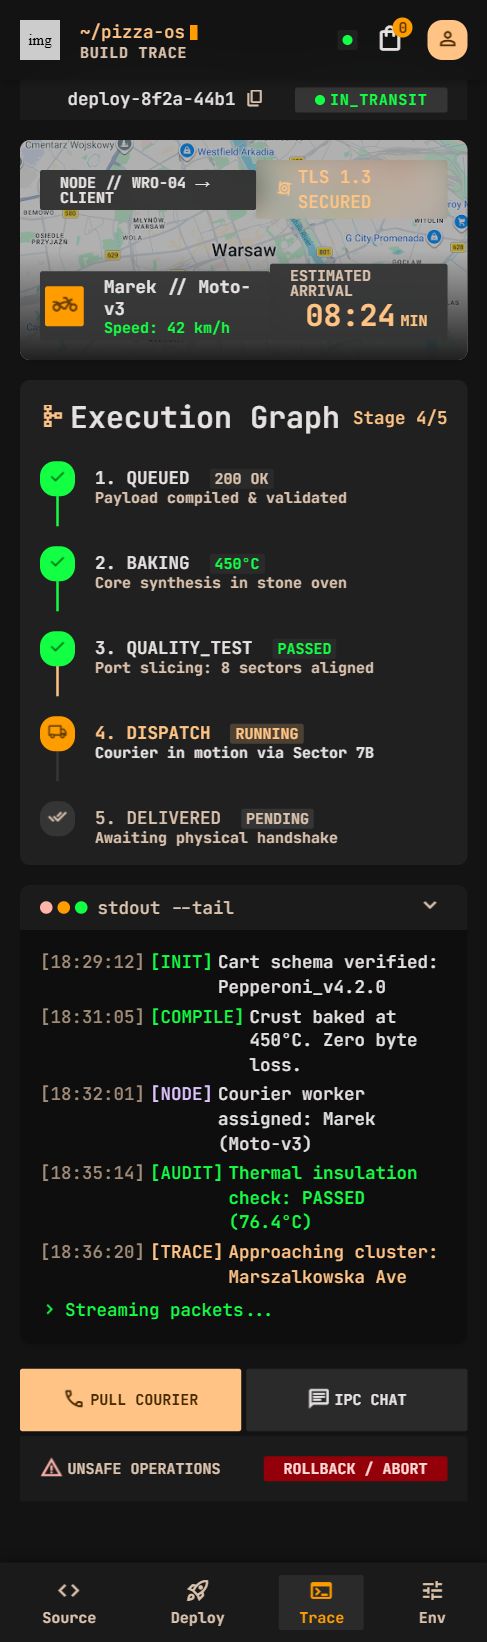 img
~/pizza-os
BUILD TRACE
0
deploy-8f2a-44b1
IN_TRANSIT
Cmentarz Wojskowy
Westfield Arkadia
NODE // WRO-04 →
CLIENT
TLS 1.3
SECURED
BEMOWO
S80
MŁYNÓW,
WARSAW
OSIEDLE
PRZYJAŹŃ
WOLA
WITOLIN
G City Promenada
801
628
629
Warsaw
GOCŁAW
Marek // Moto-
v3
Speed: 42 km/h
ESTIMATED
ARRIVAL
08:24 MIN
Execution Graph
Stage 4/5
1. QUEUED 200 OK
Payload compiled & validated
2. BAKING 450°C
Core synthesis in stone oven
3. QUALITY_TEST PASSED
Port slicing: 8 sectors aligned
4. DISPATCH RUNNING
Courier in motion via Sector 7B
5. DELIVERED PENDING
Awaiting physical handshake
stdout --tail
[18:29:12] [INIT] Cart schema verified:
Pepperoni_v4.2.0
[18:31:05] [COMPILE] Crust baked at
450°C. Zero byte
loss.
[18:32:01] [NODE] Courier worker
assigned: Marek
(Moto-v3)
[18:35:14] [AUDIT] Thermal insulation
check: PASSED
(76.4°C)
[18:36:20] [TRACE] Approaching cluster:
Marszalkowska Ave
> Streaming packets...
PULL COURIER
IPC CHAT
UNSAFE OPERATIONS
ROLLBACK / ABORT
Source
Deploy
Trace
Env